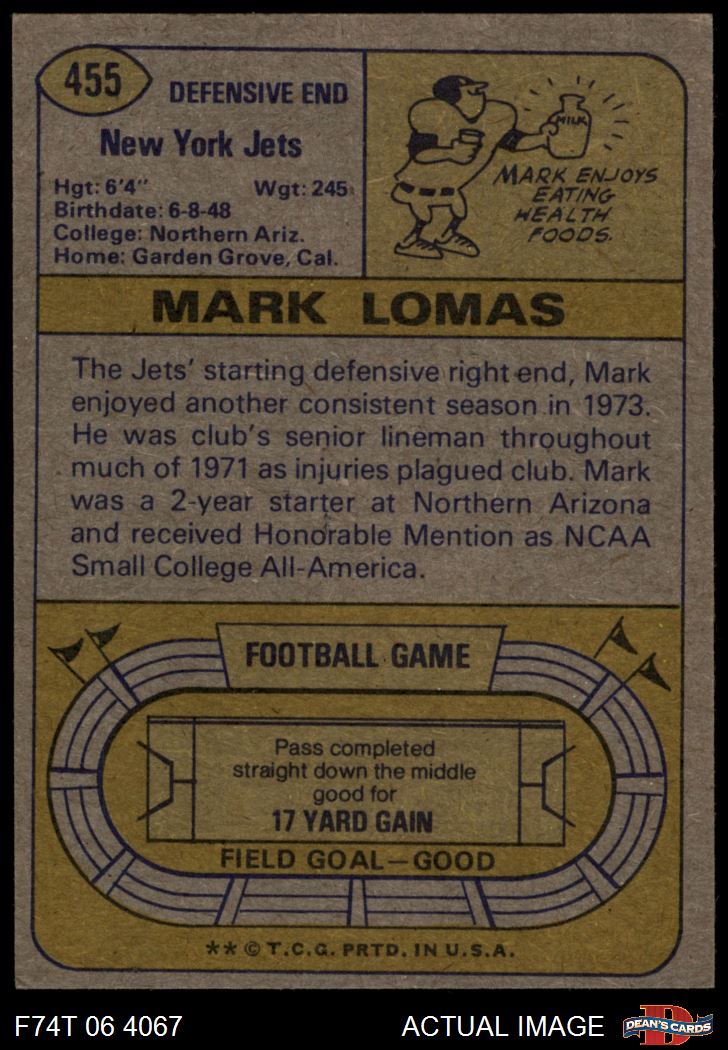 455
DEFENSIVE END
New York Jets
Hgt: 6'4" Wgt: 245
Birthdate: 6-8-48
College: Northern Ariz.
Home: Garden Grove, Cal.
MILK
MARK ENJOYS
EATING
HEALTH
FOODS.
MARK LOMAS
The Jets' starting defensive right end, Mark
enjoyed another consistent season in 1973.
He was club's senior lineman throughout
much of 1971 as injuries plagued club. Mark
was a 2-year starter at Northern Arizona
and received Honorable Mention as NCAA
Small College All-America.
FOOTBALL GAME
Pass completed
straight down the middle
good for
17 YARD GAIN
FIELD GOAL—GOOD
** © T.C.G. PRTD. IN U.S.A.
F74T 06 4067 ACTUAL IMAGE
D
DEAN'S CARDS